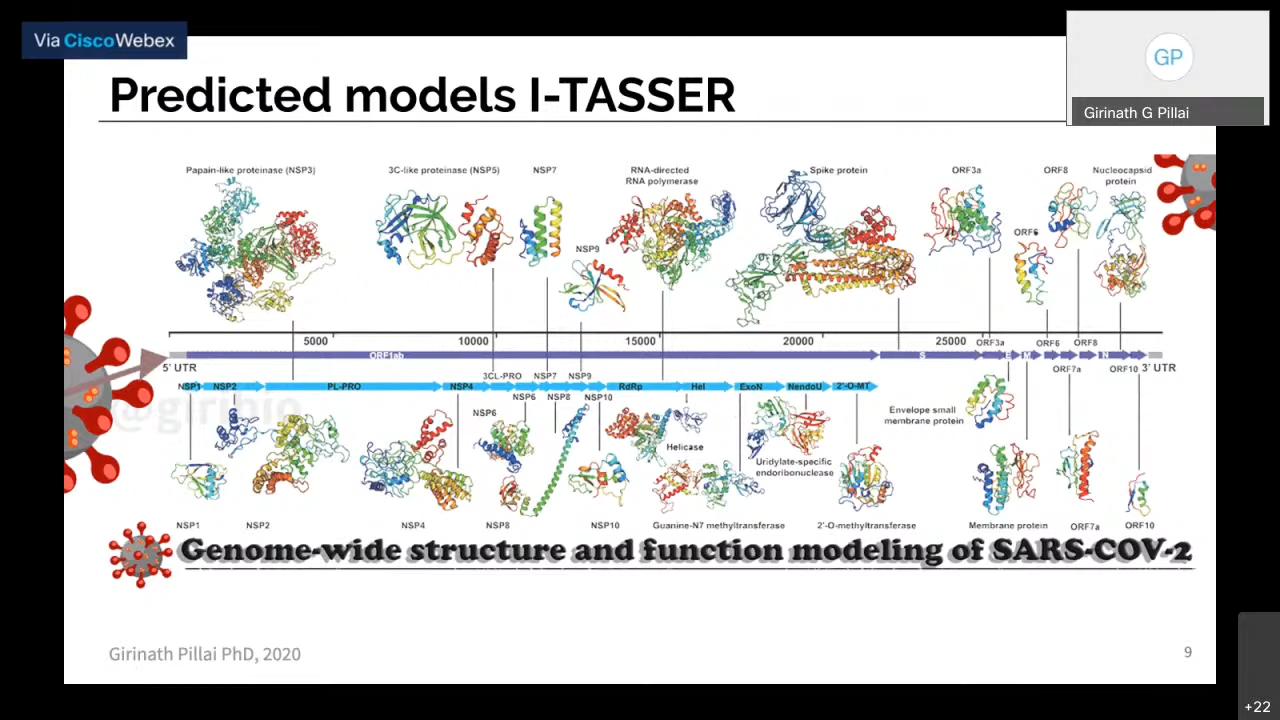 Via CiscoWebex
GP
Girinath G Pillai
Predicted models I-TASSER
Papain-like proteinase (NSP3)
3C-like proteinase (NSP5)
NSP7
RNA-directed
RNA polymerase
Spike protein
ORF3a
ORF8
Nucleocapsid
protein
NSP9
ORF6
5000
10000
15000
20000
25000
ORF3a
ORF6
ORF8
ORF1ab
S
E
M
N
5' UTR
ORF7a
ORF10
3' UTR
3CL-PRO
NSP7
NSP9
NSP1
NSP2
PL-PRO
NSP4
RdRp
Hel
ExoN
NendoU
2'-O-MT
NSP6
NSP8
NSP10
@giribio
NSP6
Envelope small
membrane protein
Helicase
Uridylate-specific
endoribonuclease
NSP1
NSP2
NSP4
NSP8
NSP10
Guanine-N7 methyltransferase
2'-O-methyltransferase
Membrane protein
ORF7a
ORF10
Genome-wide structure and function modeling of SARS-COV-2
Girinath Pillai PhD, 2020
9
+22